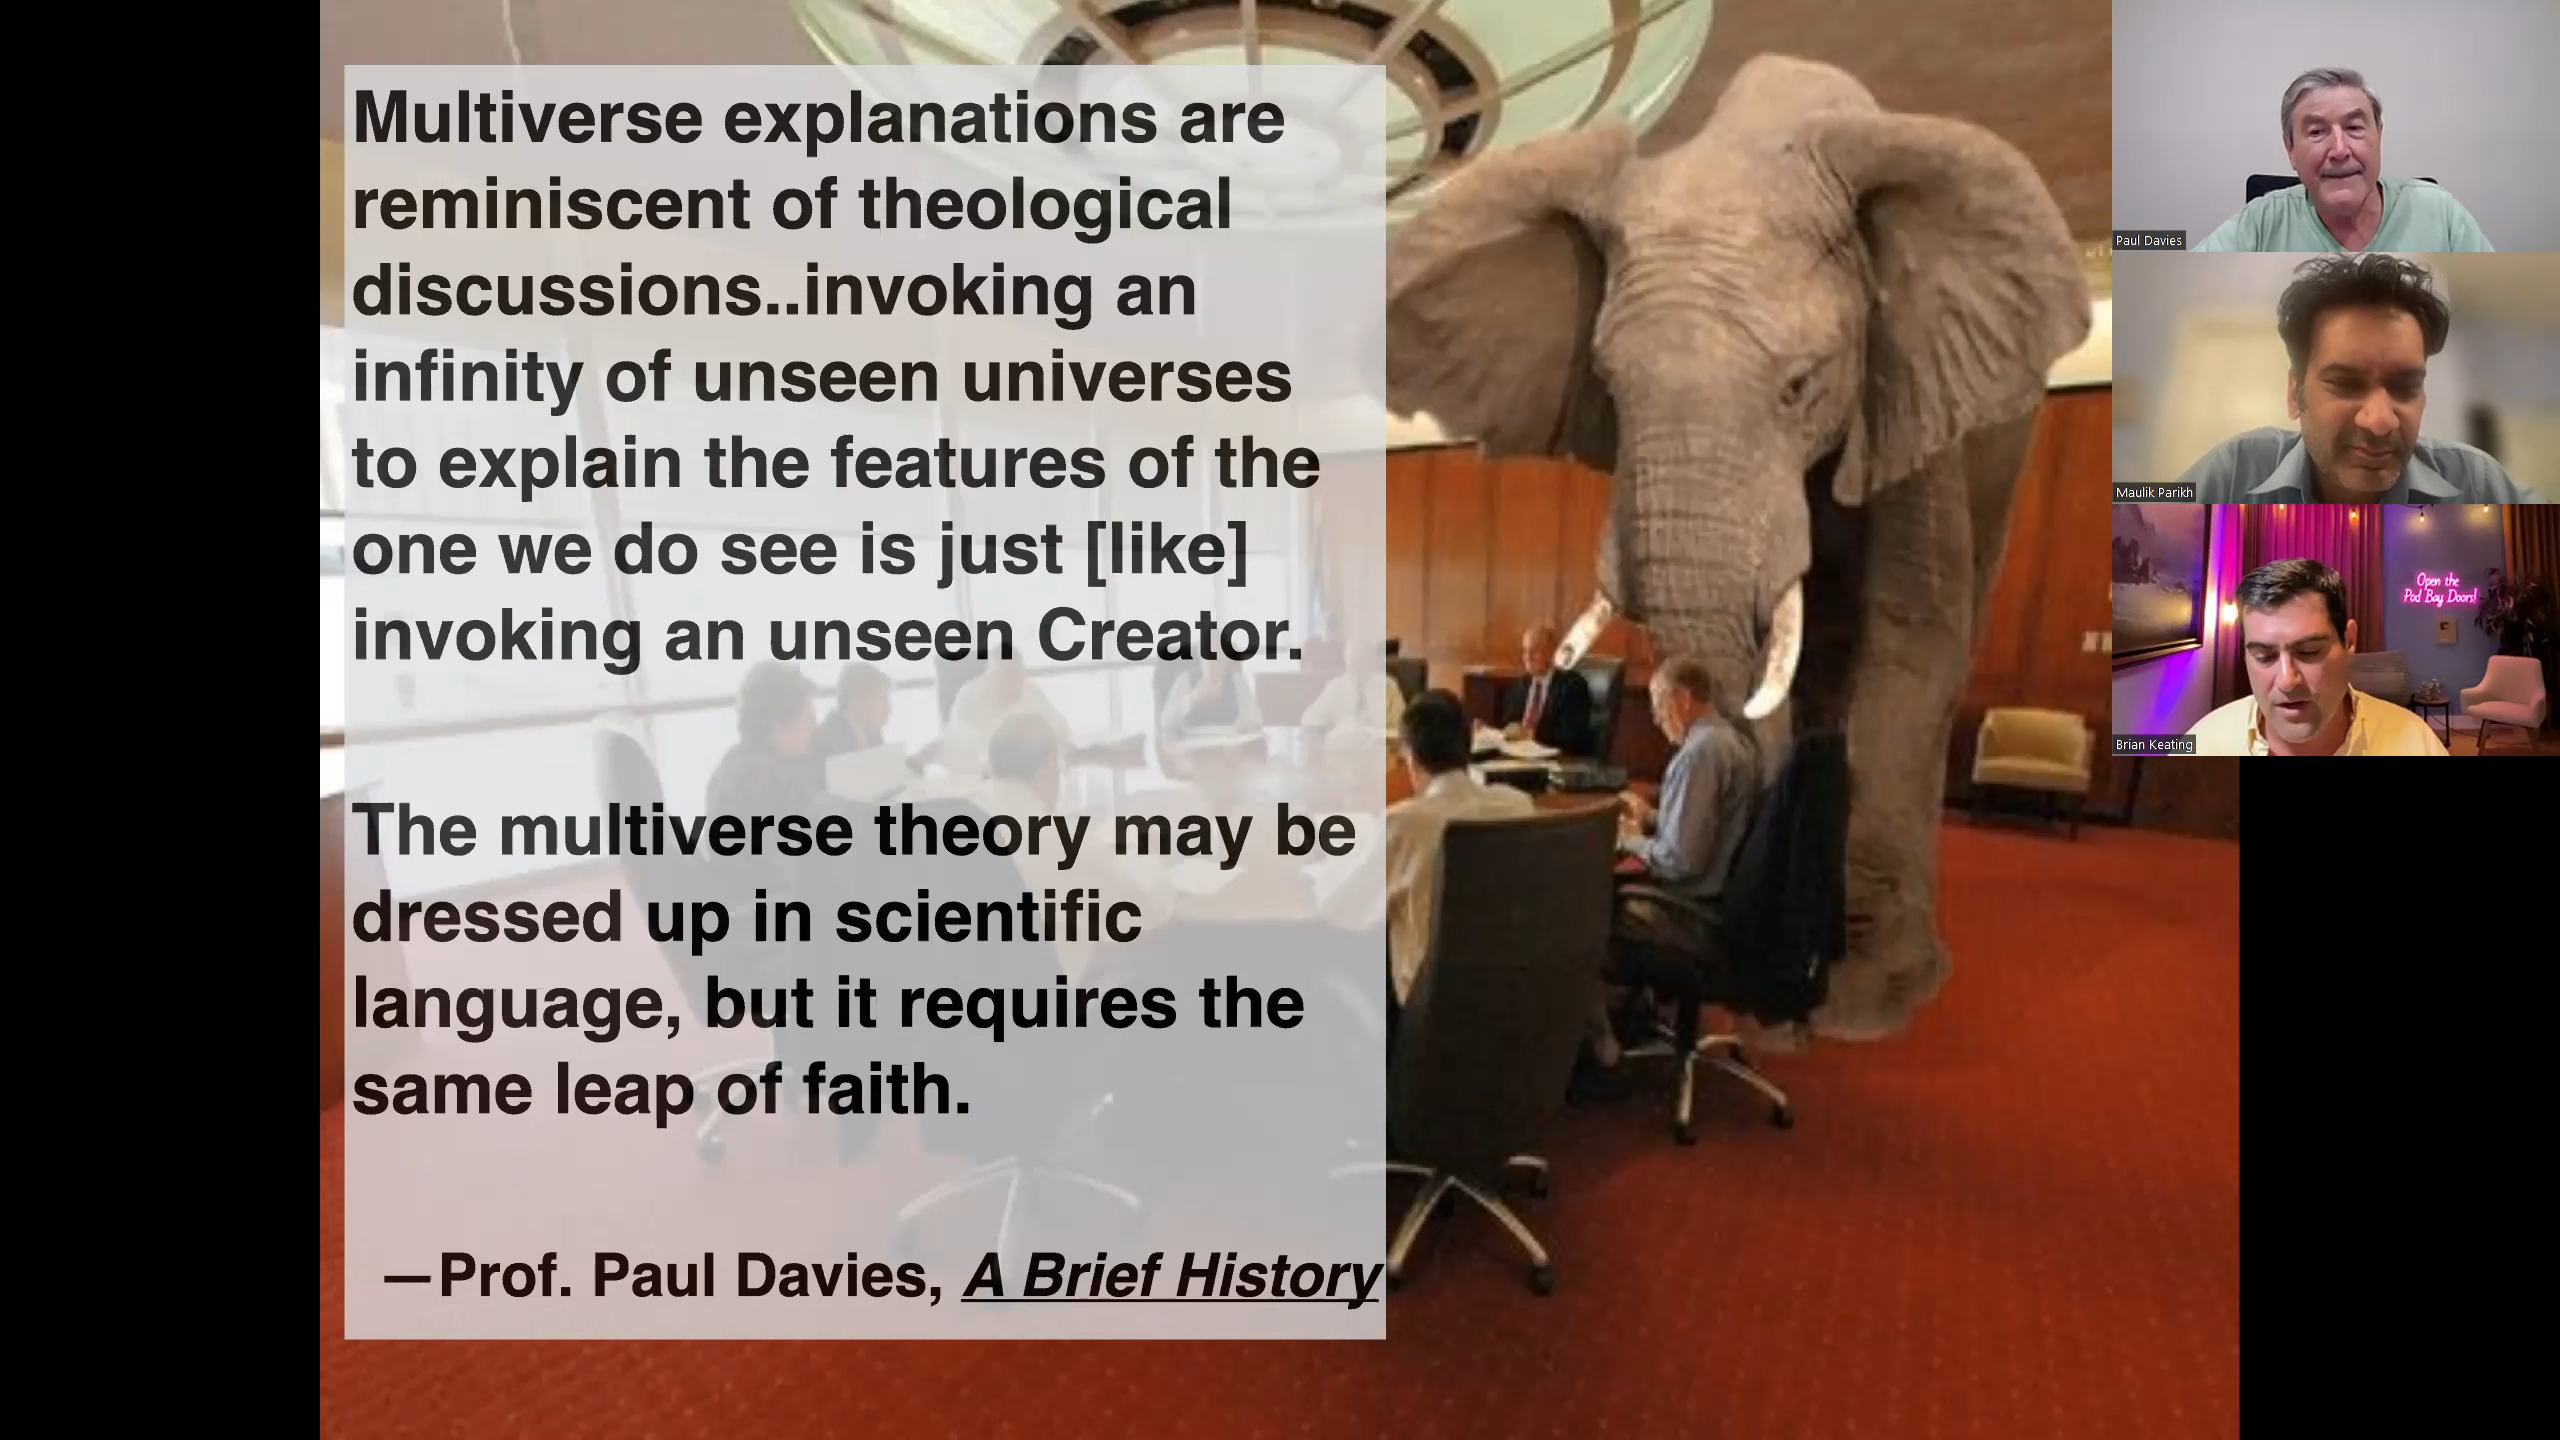 Multiverse explanations are
reminiscent of theological
discussions..invoking an
infinity of unseen universes
to explain the features of the
one we do see is just [like]
invoking an unseen Creator.
The multiverse theory may be
dressed up in scientific
language, but it requires the
same leap of faith.
—Prof. Paul Davies, A Brief History
Paul Davies
Maulik Parikh
Open the
Pod Bay Doors!
Brian Keating